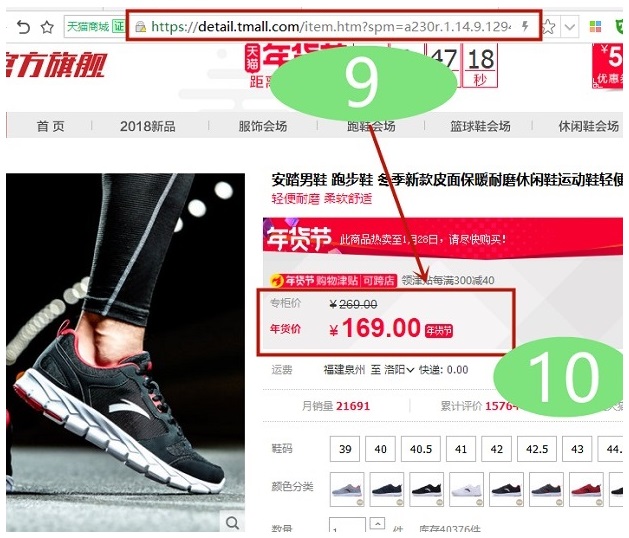 天猫商城 证 https://detail.tmall.com/item.htm?spm=a230r.1.14.9.1294
官方旗舰
天猫 年货节
距离
47 18
秒
¥5
优惠券
9
首页 2018新品 服饰会场 跑鞋会场 篮球鞋会场 休闲鞋会场
安踏男鞋 跑步鞋 冬季新款皮面保暖耐磨休闲鞋运动鞋轻便
轻便耐磨 柔软舒适
年货节 此商品热卖至1月28日，请尽快购买！
年货节 购物津贴 可跨店 领津贴每满300减40
专柜价 ¥269.00
年货价 ¥169.00 年货节
10
运费 福建泉州 至 洛阳 快递: 0.00
月销量 21691 累计评价 15764
鞋码 39 40 40.5 41 42 42.5 43 44.
颜色分类
数量 1 件 库存40376件